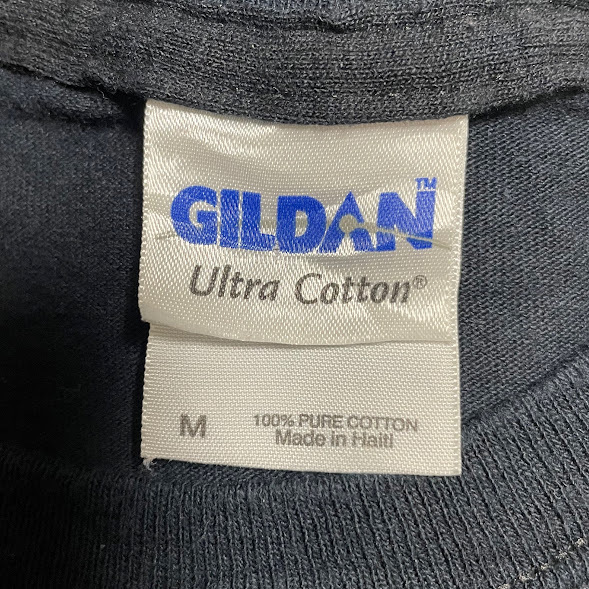 GILDAN™
Ultra Cotton®
M
100% PURE COTTON
Made in Haiti